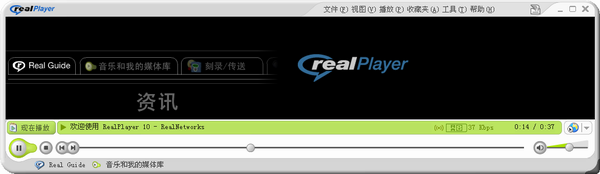 realPlayer 文件(F) 视图(V) 播放(P) 收藏夹(A) 工具(T) 帮助(H)
Real Guide 音乐和我的媒体库 刻录/传送
realPlayer
资讯
现在播放 欢迎使用 RealPlayer 10 - RealNetworks 37 Kbps 0:14 / 0:37
Real Guide 音乐和我的媒体库